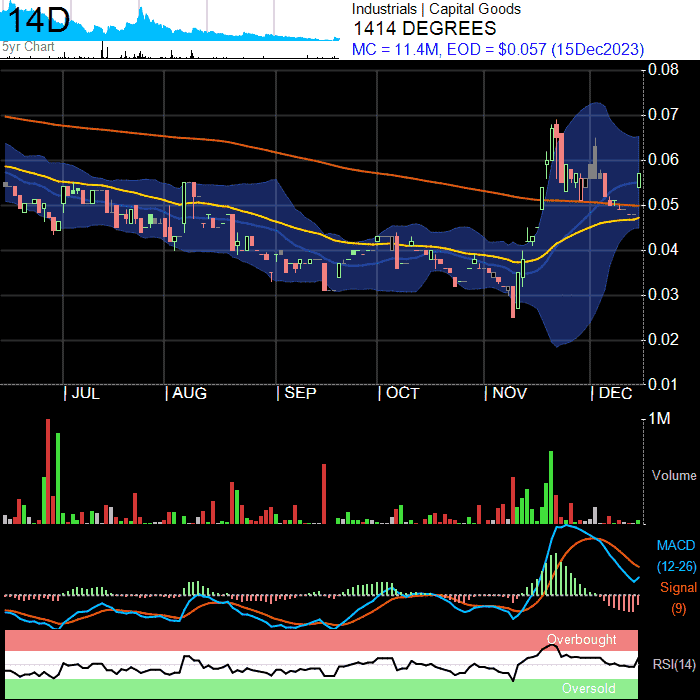 14D
5yr Chart
Industrials | Capital Goods
1414 DEGREES
MC = 11.4M, EOD = $0.057 (15Dec2023)
0.08
0.07
0.06
0.05
0.04
0.03
0.02
0.01
| JUL | AUG | SEP | OCT | NOV | DEC
1M
Volume
MACD
(12-26)
Signal
(9)
Overbought
RSI(14)
Oversold